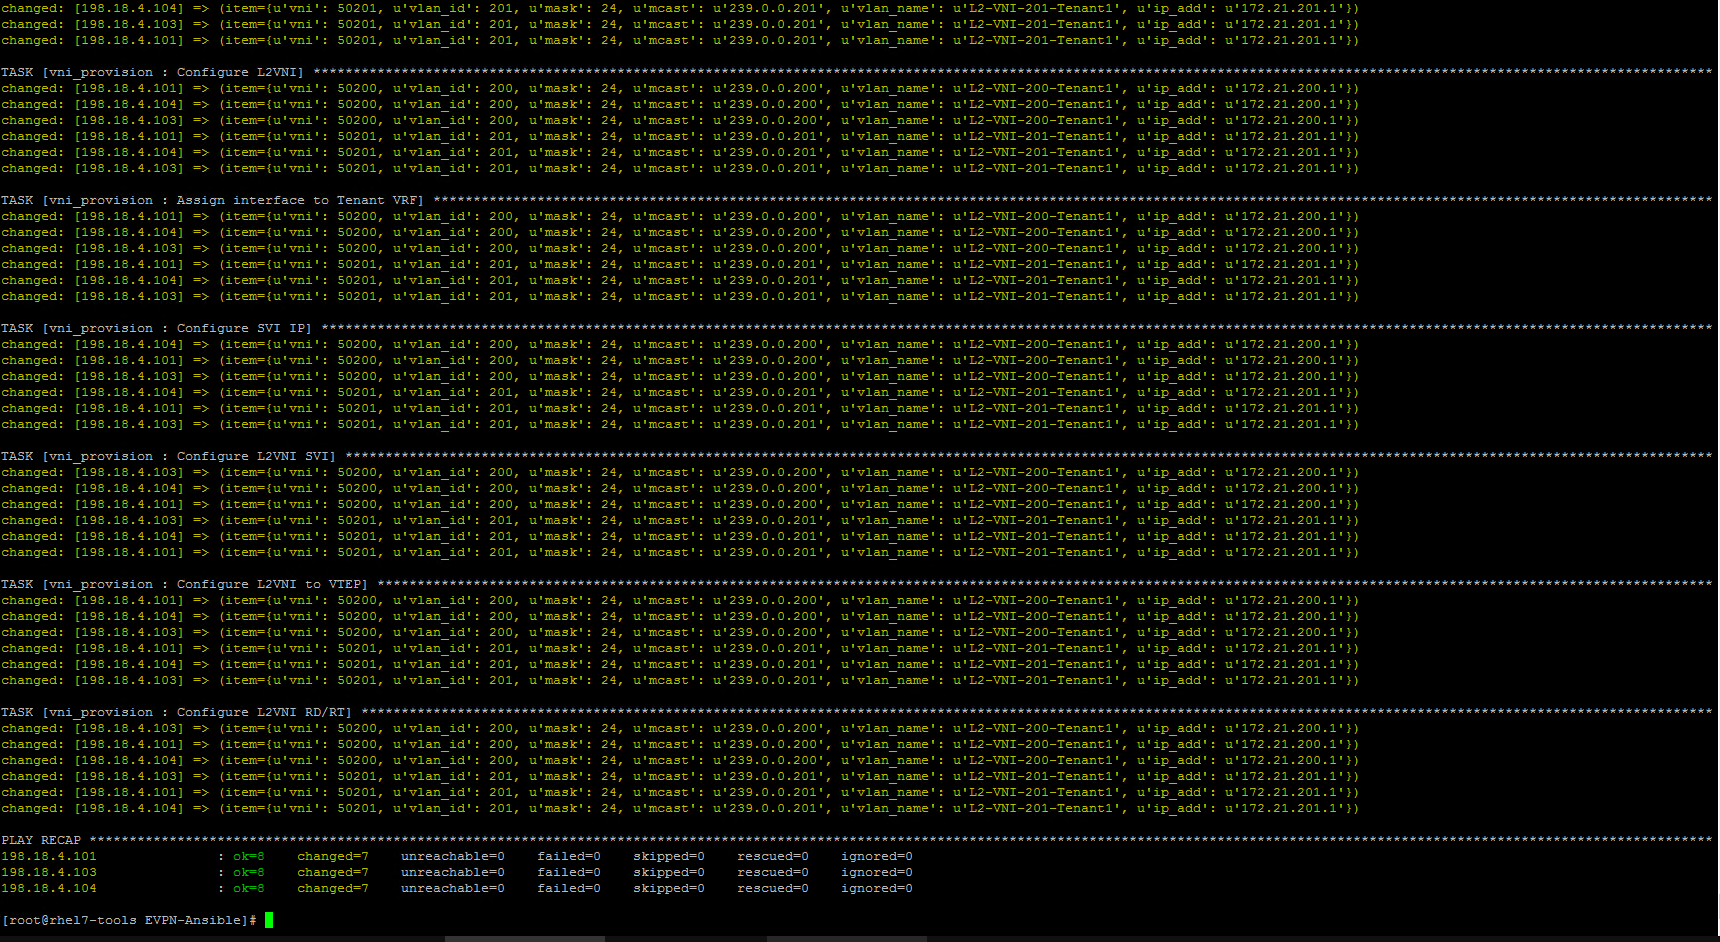 changed: [198.18.4.104] => (item={u'vni': 50201, u'vlan_id': 201, u'mask': 24, u'mcast': u'239.0.0.201', u'vlan_name': u'L2-VNI-201-Tenant1', u'ip_add': u'172.21.201.1'})
changed: [198.18.4.103] => (item={u'vni': 50201, u'vlan_id': 201, u'mask': 24, u'mcast': u'239.0.0.201', u'vlan_name': u'L2-VNI-201-Tenant1', u'ip_add': u'172.21.201.1'})
changed: [198.18.4.101] => (item={u'vni': 50201, u'vlan_id': 201, u'mask': 24, u'mcast': u'239.0.0.201', u'vlan_name': u'L2-VNI-201-Tenant1', u'ip_add': u'172.21.201.1'})
TASK [vni_provision : Configure L2VNI] *******************************************************************************************************************************************************************************
changed: [198.18.4.101] => (item={u'vni': 50200, u'vlan_id': 200, u'mask': 24, u'mcast': u'239.0.0.200', u'vlan_name': u'L2-VNI-200-Tenant1', u'ip_add': u'172.21.200.1'})
changed: [198.18.4.104] => (item={u'vni': 50200, u'vlan_id': 200, u'mask': 24, u'mcast': u'239.0.0.200', u'vlan_name': u'L2-VNI-200-Tenant1', u'ip_add': u'172.21.200.1'})
changed: [198.18.4.103] => (item={u'vni': 50200, u'vlan_id': 200, u'mask': 24, u'mcast': u'239.0.0.200', u'vlan_name': u'L2-VNI-200-Tenant1', u'ip_add': u'172.21.200.1'})
changed: [198.18.4.101] => (item={u'vni': 50201, u'vlan_id': 201, u'mask': 24, u'mcast': u'239.0.0.201', u'vlan_name': u'L2-VNI-201-Tenant1', u'ip_add': u'172.21.201.1'})
changed: [198.18.4.104] => (item={u'vni': 50201, u'vlan_id': 201, u'mask': 24, u'mcast': u'239.0.0.201', u'vlan_name': u'L2-VNI-201-Tenant1', u'ip_add': u'172.21.201.1'})
changed: [198.18.4.103] => (item={u'vni': 50201, u'vlan_id': 201, u'mask': 24, u'mcast': u'239.0.0.201', u'vlan_name': u'L2-VNI-201-Tenant1', u'ip_add': u'172.21.201.1'})
TASK [vni_provision : Assign interface to Tenant VRF] ****************************************************************************************************************************************************************
changed: [198.18.4.101] => (item={u'vni': 50200, u'vlan_id': 200, u'mask': 24, u'mcast': u'239.0.0.200', u'vlan_name': u'L2-VNI-200-Tenant1', u'ip_add': u'172.21.200.1'})
changed: [198.18.4.104] => (item={u'vni': 50200, u'vlan_id': 200, u'mask': 24, u'mcast': u'239.0.0.200', u'vlan_name': u'L2-VNI-200-Tenant1', u'ip_add': u'172.21.200.1'})
changed: [198.18.4.103] => (item={u'vni': 50200, u'vlan_id': 200, u'mask': 24, u'mcast': u'239.0.0.200', u'vlan_name': u'L2-VNI-200-Tenant1', u'ip_add': u'172.21.200.1'})
changed: [198.18.4.101] => (item={u'vni': 50201, u'vlan_id': 201, u'mask': 24, u'mcast': u'239.0.0.201', u'vlan_name': u'L2-VNI-201-Tenant1', u'ip_add': u'172.21.201.1'})
changed: [198.18.4.104] => (item={u'vni': 50201, u'vlan_id': 201, u'mask': 24, u'mcast': u'239.0.0.201', u'vlan_name': u'L2-VNI-201-Tenant1', u'ip_add': u'172.21.201.1'})
changed: [198.18.4.103] => (item={u'vni': 50201, u'vlan_id': 201, u'mask': 24, u'mcast': u'239.0.0.201', u'vlan_name': u'L2-VNI-201-Tenant1', u'ip_add': u'172.21.201.1'})
TASK [vni_provision : Configure SVI IP] ******************************************************************************************************************************************************************************
changed: [198.18.4.104] => (item={u'vni': 50200, u'vlan_id': 200, u'mask': 24, u'mcast': u'239.0.0.200', u'vlan_name': u'L2-VNI-200-Tenant1', u'ip_add': u'172.21.200.1'})
changed: [198.18.4.101] => (item={u'vni': 50200, u'vlan_id': 200, u'mask': 24, u'mcast': u'239.0.0.200', u'vlan_name': u'L2-VNI-200-Tenant1', u'ip_add': u'172.21.200.1'})
changed: [198.18.4.103] => (item={u'vni': 50200, u'vlan_id': 200, u'mask': 24, u'mcast': u'239.0.0.200', u'vlan_name': u'L2-VNI-200-Tenant1', u'ip_add': u'172.21.200.1'})
changed: [198.18.4.104] => (item={u'vni': 50201, u'vlan_id': 201, u'mask': 24, u'mcast': u'239.0.0.201', u'vlan_name': u'L2-VNI-201-Tenant1', u'ip_add': u'172.21.201.1'})
changed: [198.18.4.101] => (item={u'vni': 50201, u'vlan_id': 201, u'mask': 24, u'mcast': u'239.0.0.201', u'vlan_name': u'L2-VNI-201-Tenant1', u'ip_add': u'172.21.201.1'})
changed: [198.18.4.103] => (item={u'vni': 50201, u'vlan_id': 201, u'mask': 24, u'mcast': u'239.0.0.201', u'vlan_name': u'L2-VNI-201-Tenant1', u'ip_add': u'172.21.201.1'})
TASK [vni_provision : Configure L2VNI SVI] ***************************************************************************************************************************************************************************
changed: [198.18.4.103] => (item={u'vni': 50200, u'vlan_id': 200, u'mask': 24, u'mcast': u'239.0.0.200', u'vlan_name': u'L2-VNI-200-Tenant1', u'ip_add': u'172.21.200.1'})
changed: [198.18.4.104] => (item={u'vni': 50200, u'vlan_id': 200, u'mask': 24, u'mcast': u'239.0.0.200', u'vlan_name': u'L2-VNI-200-Tenant1', u'ip_add': u'172.21.200.1'})
changed: [198.18.4.101] => (item={u'vni': 50200, u'vlan_id': 200, u'mask': 24, u'mcast': u'239.0.0.200', u'vlan_name': u'L2-VNI-200-Tenant1', u'ip_add': u'172.21.200.1'})
changed: [198.18.4.103] => (item={u'vni': 50201, u'vlan_id': 201, u'mask': 24, u'mcast': u'239.0.0.201', u'vlan_name': u'L2-VNI-201-Tenant1', u'ip_add': u'172.21.201.1'})
changed: [198.18.4.104] => (item={u'vni': 50201, u'vlan_id': 201, u'mask': 24, u'mcast': u'239.0.0.201', u'vlan_name': u'L2-VNI-201-Tenant1', u'ip_add': u'172.21.201.1'})
changed: [198.18.4.101] => (item={u'vni': 50201, u'vlan_id': 201, u'mask': 24, u'mcast': u'239.0.0.201', u'vlan_name': u'L2-VNI-201-Tenant1', u'ip_add': u'172.21.201.1'})
TASK [vni_provision : Configure L2VNI to VTEP] ***********************************************************************************************************************************************************************
changed: [198.18.4.101] => (item={u'vni': 50200, u'vlan_id': 200, u'mask': 24, u'mcast': u'239.0.0.200', u'vlan_name': u'L2-VNI-200-Tenant1', u'ip_add': u'172.21.200.1'})
changed: [198.18.4.104] => (item={u'vni': 50200, u'vlan_id': 200, u'mask': 24, u'mcast': u'239.0.0.200', u'vlan_name': u'L2-VNI-200-Tenant1', u'ip_add': u'172.21.200.1'})
changed: [198.18.4.103] => (item={u'vni': 50200, u'vlan_id': 200, u'mask': 24, u'mcast': u'239.0.0.200', u'vlan_name': u'L2-VNI-200-Tenant1', u'ip_add': u'172.21.200.1'})
changed: [198.18.4.101] => (item={u'vni': 50201, u'vlan_id': 201, u'mask': 24, u'mcast': u'239.0.0.201', u'vlan_name': u'L2-VNI-201-Tenant1', u'ip_add': u'172.21.201.1'})
changed: [198.18.4.104] => (item={u'vni': 50201, u'vlan_id': 201, u'mask': 24, u'mcast': u'239.0.0.201', u'vlan_name': u'L2-VNI-201-Tenant1', u'ip_add': u'172.21.201.1'})
changed: [198.18.4.103] => (item={u'vni': 50201, u'vlan_id': 201, u'mask': 24, u'mcast': u'239.0.0.201', u'vlan_name': u'L2-VNI-201-Tenant1', u'ip_add': u'172.21.201.1'})
TASK [vni_provision : Configure L2VNI RD/RT] *************************************************************************************************************************************************************************
changed: [198.18.4.103] => (item={u'vni': 50200, u'vlan_id': 200, u'mask': 24, u'mcast': u'239.0.0.200', u'vlan_name': u'L2-VNI-200-Tenant1', u'ip_add': u'172.21.200.1'})
changed: [198.18.4.101] => (item={u'vni': 50200, u'vlan_id': 200, u'mask': 24, u'mcast': u'239.0.0.200', u'vlan_name': u'L2-VNI-200-Tenant1', u'ip_add': u'172.21.200.1'})
changed: [198.18.4.104] => (item={u'vni': 50200, u'vlan_id': 200, u'mask': 24, u'mcast': u'239.0.0.200', u'vlan_name': u'L2-VNI-200-Tenant1', u'ip_add': u'172.21.200.1'})
changed: [198.18.4.103] => (item={u'vni': 50201, u'vlan_id': 201, u'mask': 24, u'mcast': u'239.0.0.201', u'vlan_name': u'L2-VNI-201-Tenant1', u'ip_add': u'172.21.201.1'})
changed: [198.18.4.101] => (item={u'vni': 50201, u'vlan_id': 201, u'mask': 24, u'mcast': u'239.0.0.201', u'vlan_name': u'L2-VNI-201-Tenant1', u'ip_add': u'172.21.201.1'})
changed: [198.18.4.104] => (item={u'vni': 50201, u'vlan_id': 201, u'mask': 24, u'mcast': u'239.0.0.201', u'vlan_name': u'L2-VNI-201-Tenant1', u'ip_add': u'172.21.201.1'})
PLAY RECAP ***********************************************************************************************************************************************************************************************************
198.18.4.101 : ok=8 changed=7 unreachable=0 failed=0 skipped=0 rescued=0 ignored=0
198.18.4.103 : ok=8 changed=7 unreachable=0 failed=0 skipped=0 rescued=0 ignored=0
198.18.4.104 : ok=8 changed=7 unreachable=0 failed=0 skipped=0 rescued=0 ignored=0
[root@rhel7-tools EVPN-Ansible]#